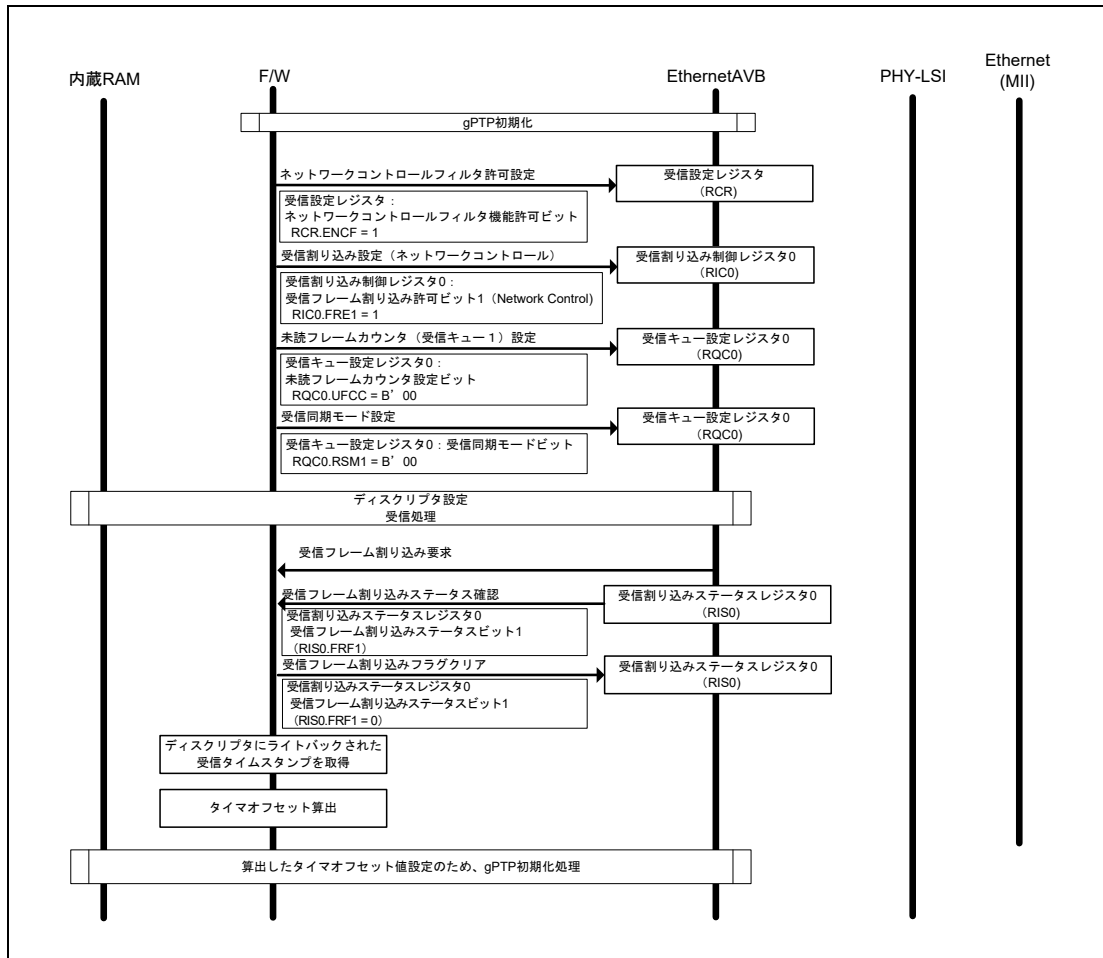 内蔵RAM
F/W
EthernetAVB
PHY-LSI
Ethernet
(MII)
gPTP初期化
ネットワークコントロールフィルタ許可設定
受信設定レジスタ
(RCR)
受信設定レジスタ：
ネットワークコントロールフィルタ機能許可ビット
RCR.ENCF = 1
受信割り込み設定（ネットワークコントロール）
受信割り込み制御レジスタ0
(RIC0)
受信割り込み制御レジスタ0：
受信フレーム割り込み許可ビット1（Network Control)
RIC0.FRE1 = 1
未読フレームカウンタ（受信キュー１）設定
受信キュー設定レジスタ0
(RQC0)
受信キュー設定レジスタ0：
未読フレームカウンタ設定ビット
RQC0.UFCC = B’00
受信同期モード設定
受信キュー設定レジスタ0
(RQC0)
受信キュー設定レジスタ0：受信同期モードビット
RQC0.RSM1 = B’00
ディスクリプタ設定
受信処理
受信フレーム割り込み要求
受信フレーム割り込みステータス確認
受信割り込みステータスレジスタ0
(RIS0)
受信割り込みステータスレジスタ0
受信フレーム割り込みステータスビット1
(RIS0.FRF1）
受信フレーム割り込みフラグクリア
受信割り込みステータスレジスタ0
(RIS0)
受信割り込みステータスレジスタ0
受信フレーム割り込みステータスビット1
(RIS0.FRF1 = 0）
ディスクリプタにライトバックされた
受信タイムスタンプを取得
タイマオフセット算出
算出したタイマオフセット値設定のため、gPTP初期化処理